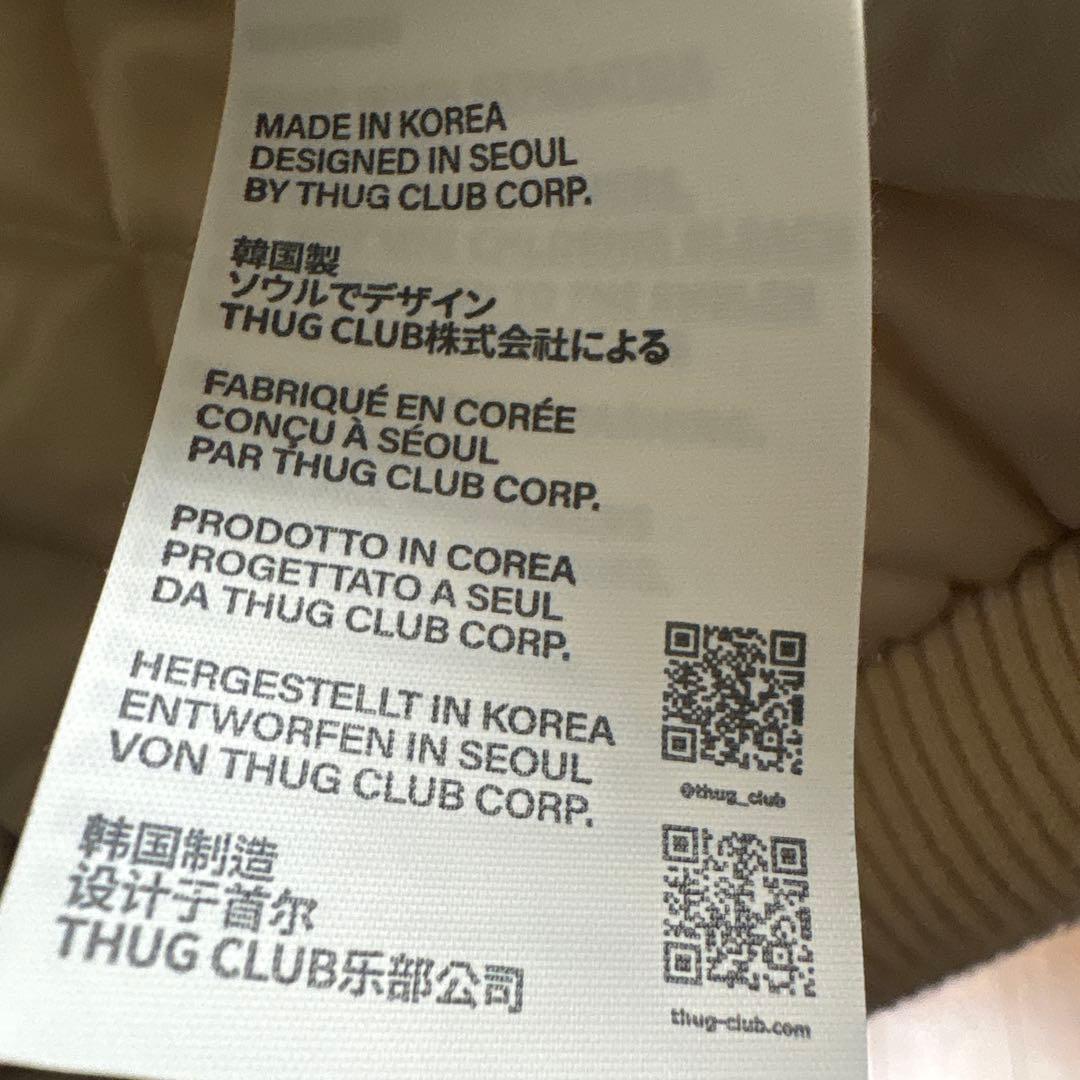 MADE IN KOREA
DESIGNED IN SEOUL
BY THUG CLUB CORP.
韓国製
ソウルでデザイン
THUG CLUB株式会社による
FABRIQUÉ EN CORÉE
CONÇU À SÉOUL
PAR THUG CLUB CORP.
PRODOTTO IN COREA
PROGETTATO A SEUL
DA THUG CLUB CORP.
HERGESTELLT IN KOREA
ENTWORFEN IN SEOUL
VON THUG CLUB CORP.
@thug_club
韩国制造
设计于首尔
THUG CLUB乐部公司
thug-club.com